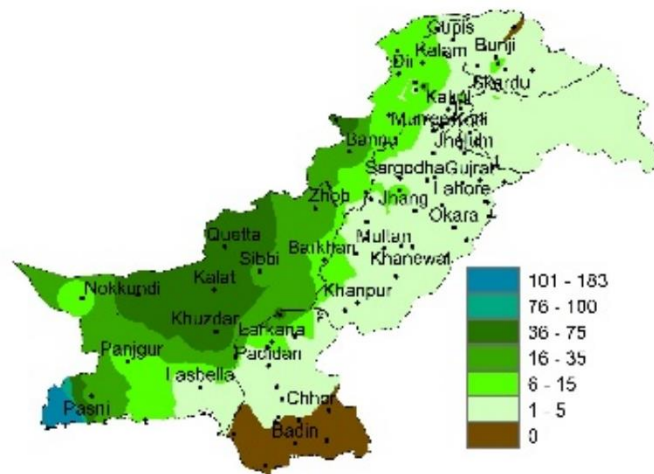 Gupis
Kalam
Bunji
Dir
Skardu
Kakul
Murree Kotli
Bannu
Jhelum
Sargodha Gujrat
Zhob
Lahore
Jhang
Okara
Quetta
Multan
Barkhan
Sibbi
Khanewal
Nokkundi
Kalat
Khanpur
Khuzdar
Larkana
Panjgur
Padidan
Lasbella
Pasni
Chhor
Badin
101 - 183
76 - 100
36 - 75
16 - 35
6 - 15
1 - 5
0